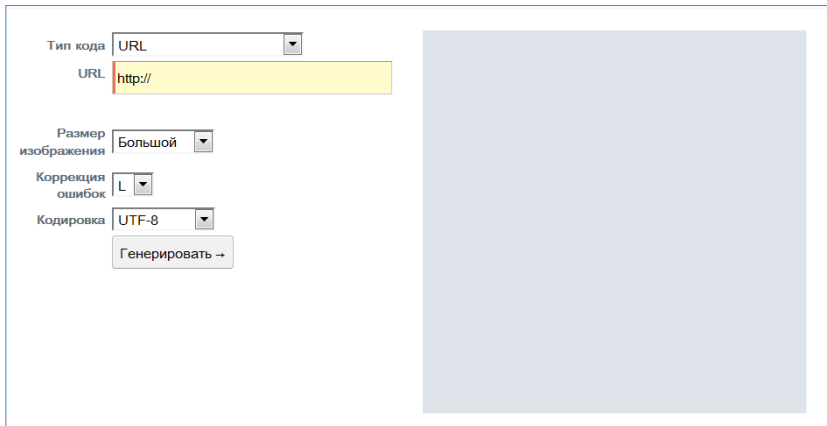 Тип кода URL
URL http://
Размер
изображения Большой
Коррекция
ошибок L
Кодировка UTF-8
Генерировать→